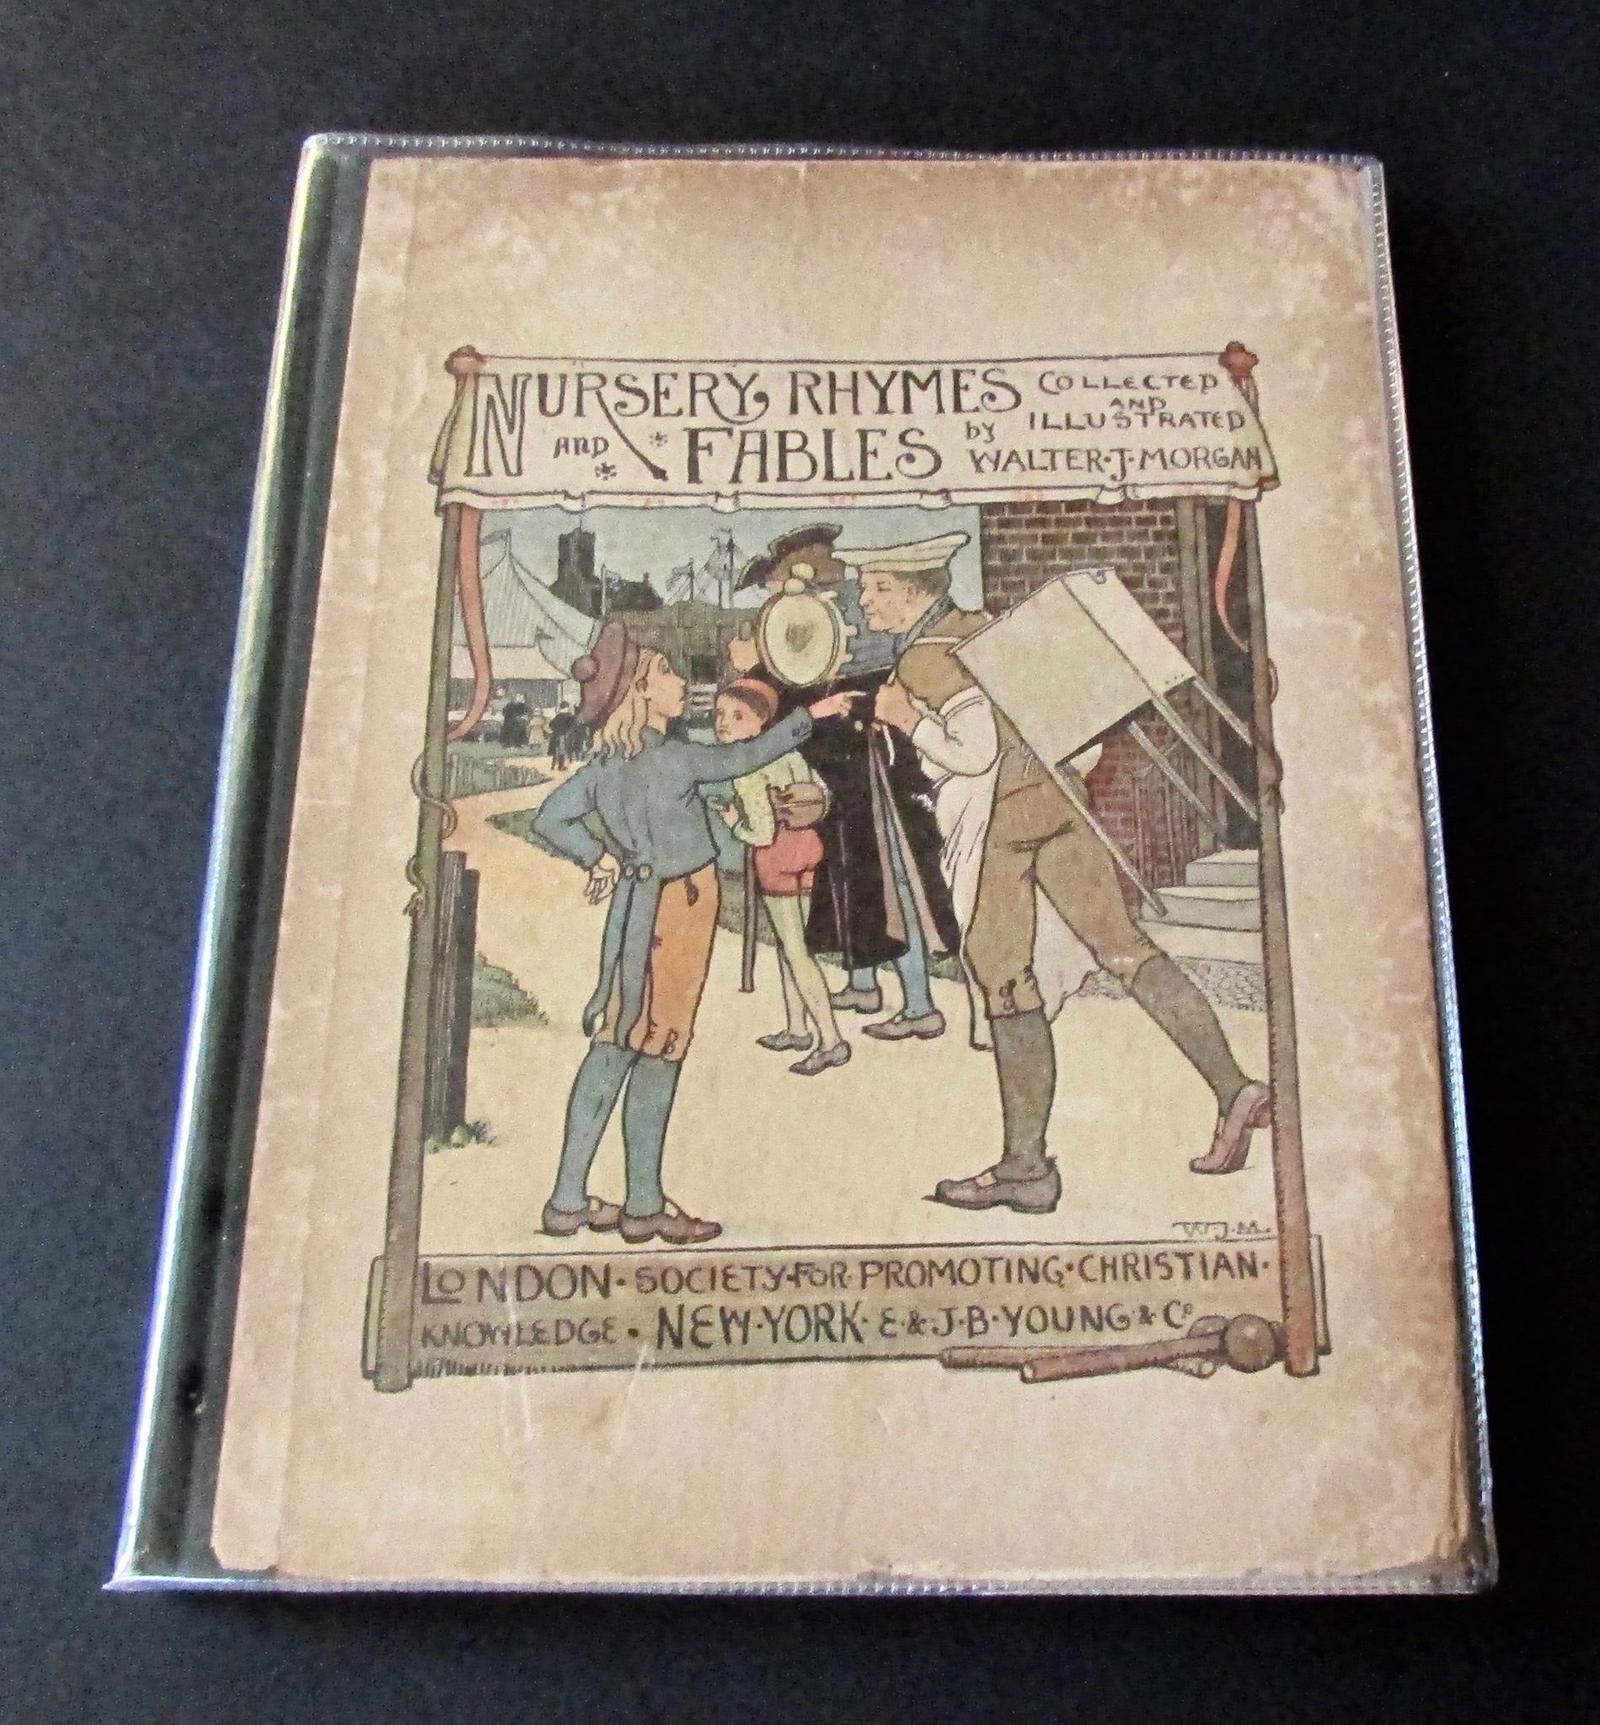 NURSERY RHYMES
AND FABLES
COLLECTED
AND
ILLUSTRATED
by
WALTER·J·MORGAN
W·J·M.
LONDON·SOCIETY·FOR·PROMOTING·CHRISTIAN·
KNOWLEDGE·NEW·YORK·E·&·J·B·YOUNG·&·Co